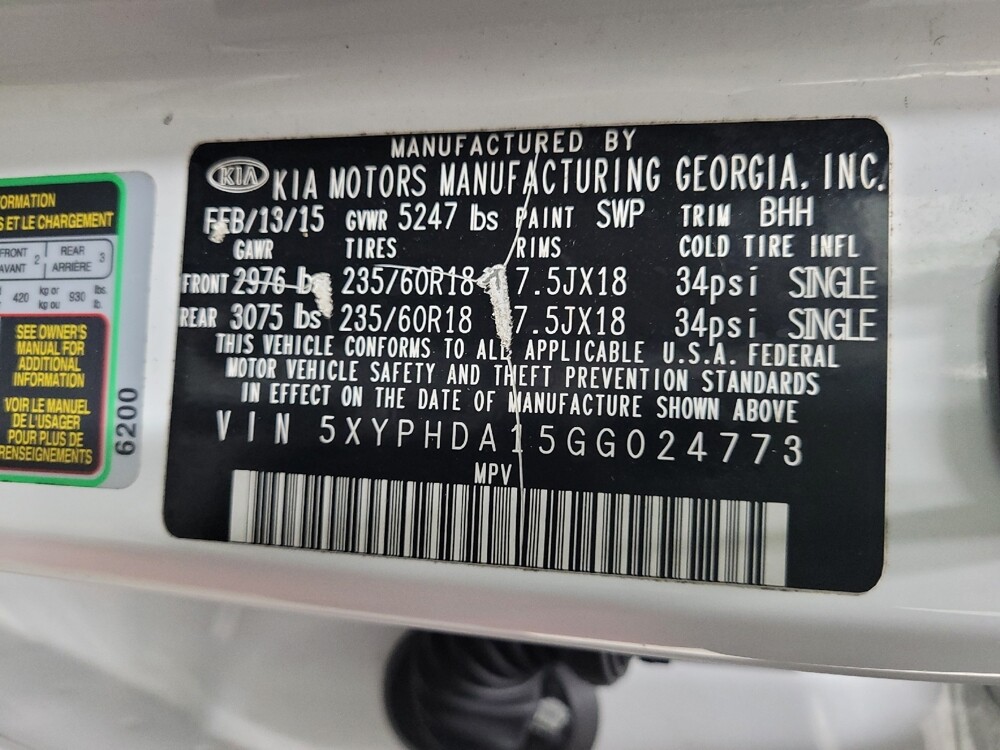 MANUFACTURED BY
KIA KIA MOTORS MANUFACTURING GEORGIA, INC.
FEB/13/15 GVWR 5247 lbs PAINT SWP TRIM BHH
GAWR TIRES RIMS COLD TIRE INFL
FRONT 2976 lbs 235/60R18 7.5JX18 34psi SINGLE
REAR 3075 lbs 235/60R18 7.5JX18 34psi SINGLE
THIS VEHICLE CONFORMS TO ALL APPLICABLE U.S.A. FEDERAL
MOTOR VEHICLE SAFETY AND THEFT PREVENTION STANDARDS
IN EFFECT ON THE DATE OF MANUFACTURE SHOWN ABOVE
VIN 5XYPHDA15GG024773
MPV
ET LE CHARGEMENT
FRONT 2 REAR 3
AVANT ARRIÈRE
420 kg or 930 lbs.
kg ou lb.
SEE OWNER'S
MANUAL FOR
ADDITIONAL
INFORMATION
VOIR LE MANUEL
DE L'USAGER
POUR PLUS DE
RENSEIGNEMENTS
6200